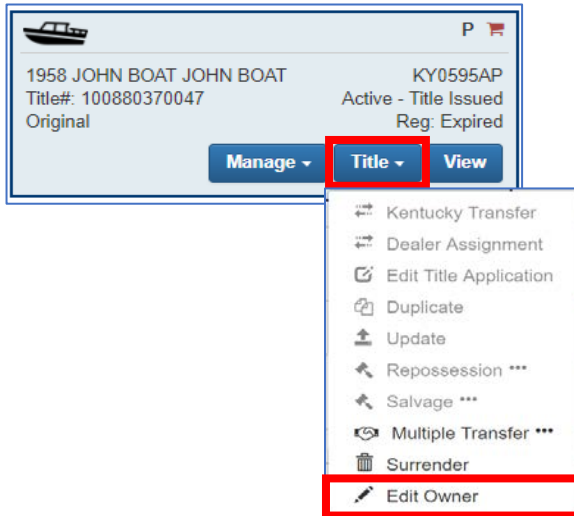 P
1958 JOHN BOAT JOHN BOAT KY0595AP
Title#: 100880370047 Active - Title Issued
Original Reg: Expired
Manage Title View
Kentucky Transfer
Dealer Assignment
Edit Title Application
Duplicate
Update
Repossession •••
Salvage •••
Multiple Transfer •••
Surrender
Edit Owner